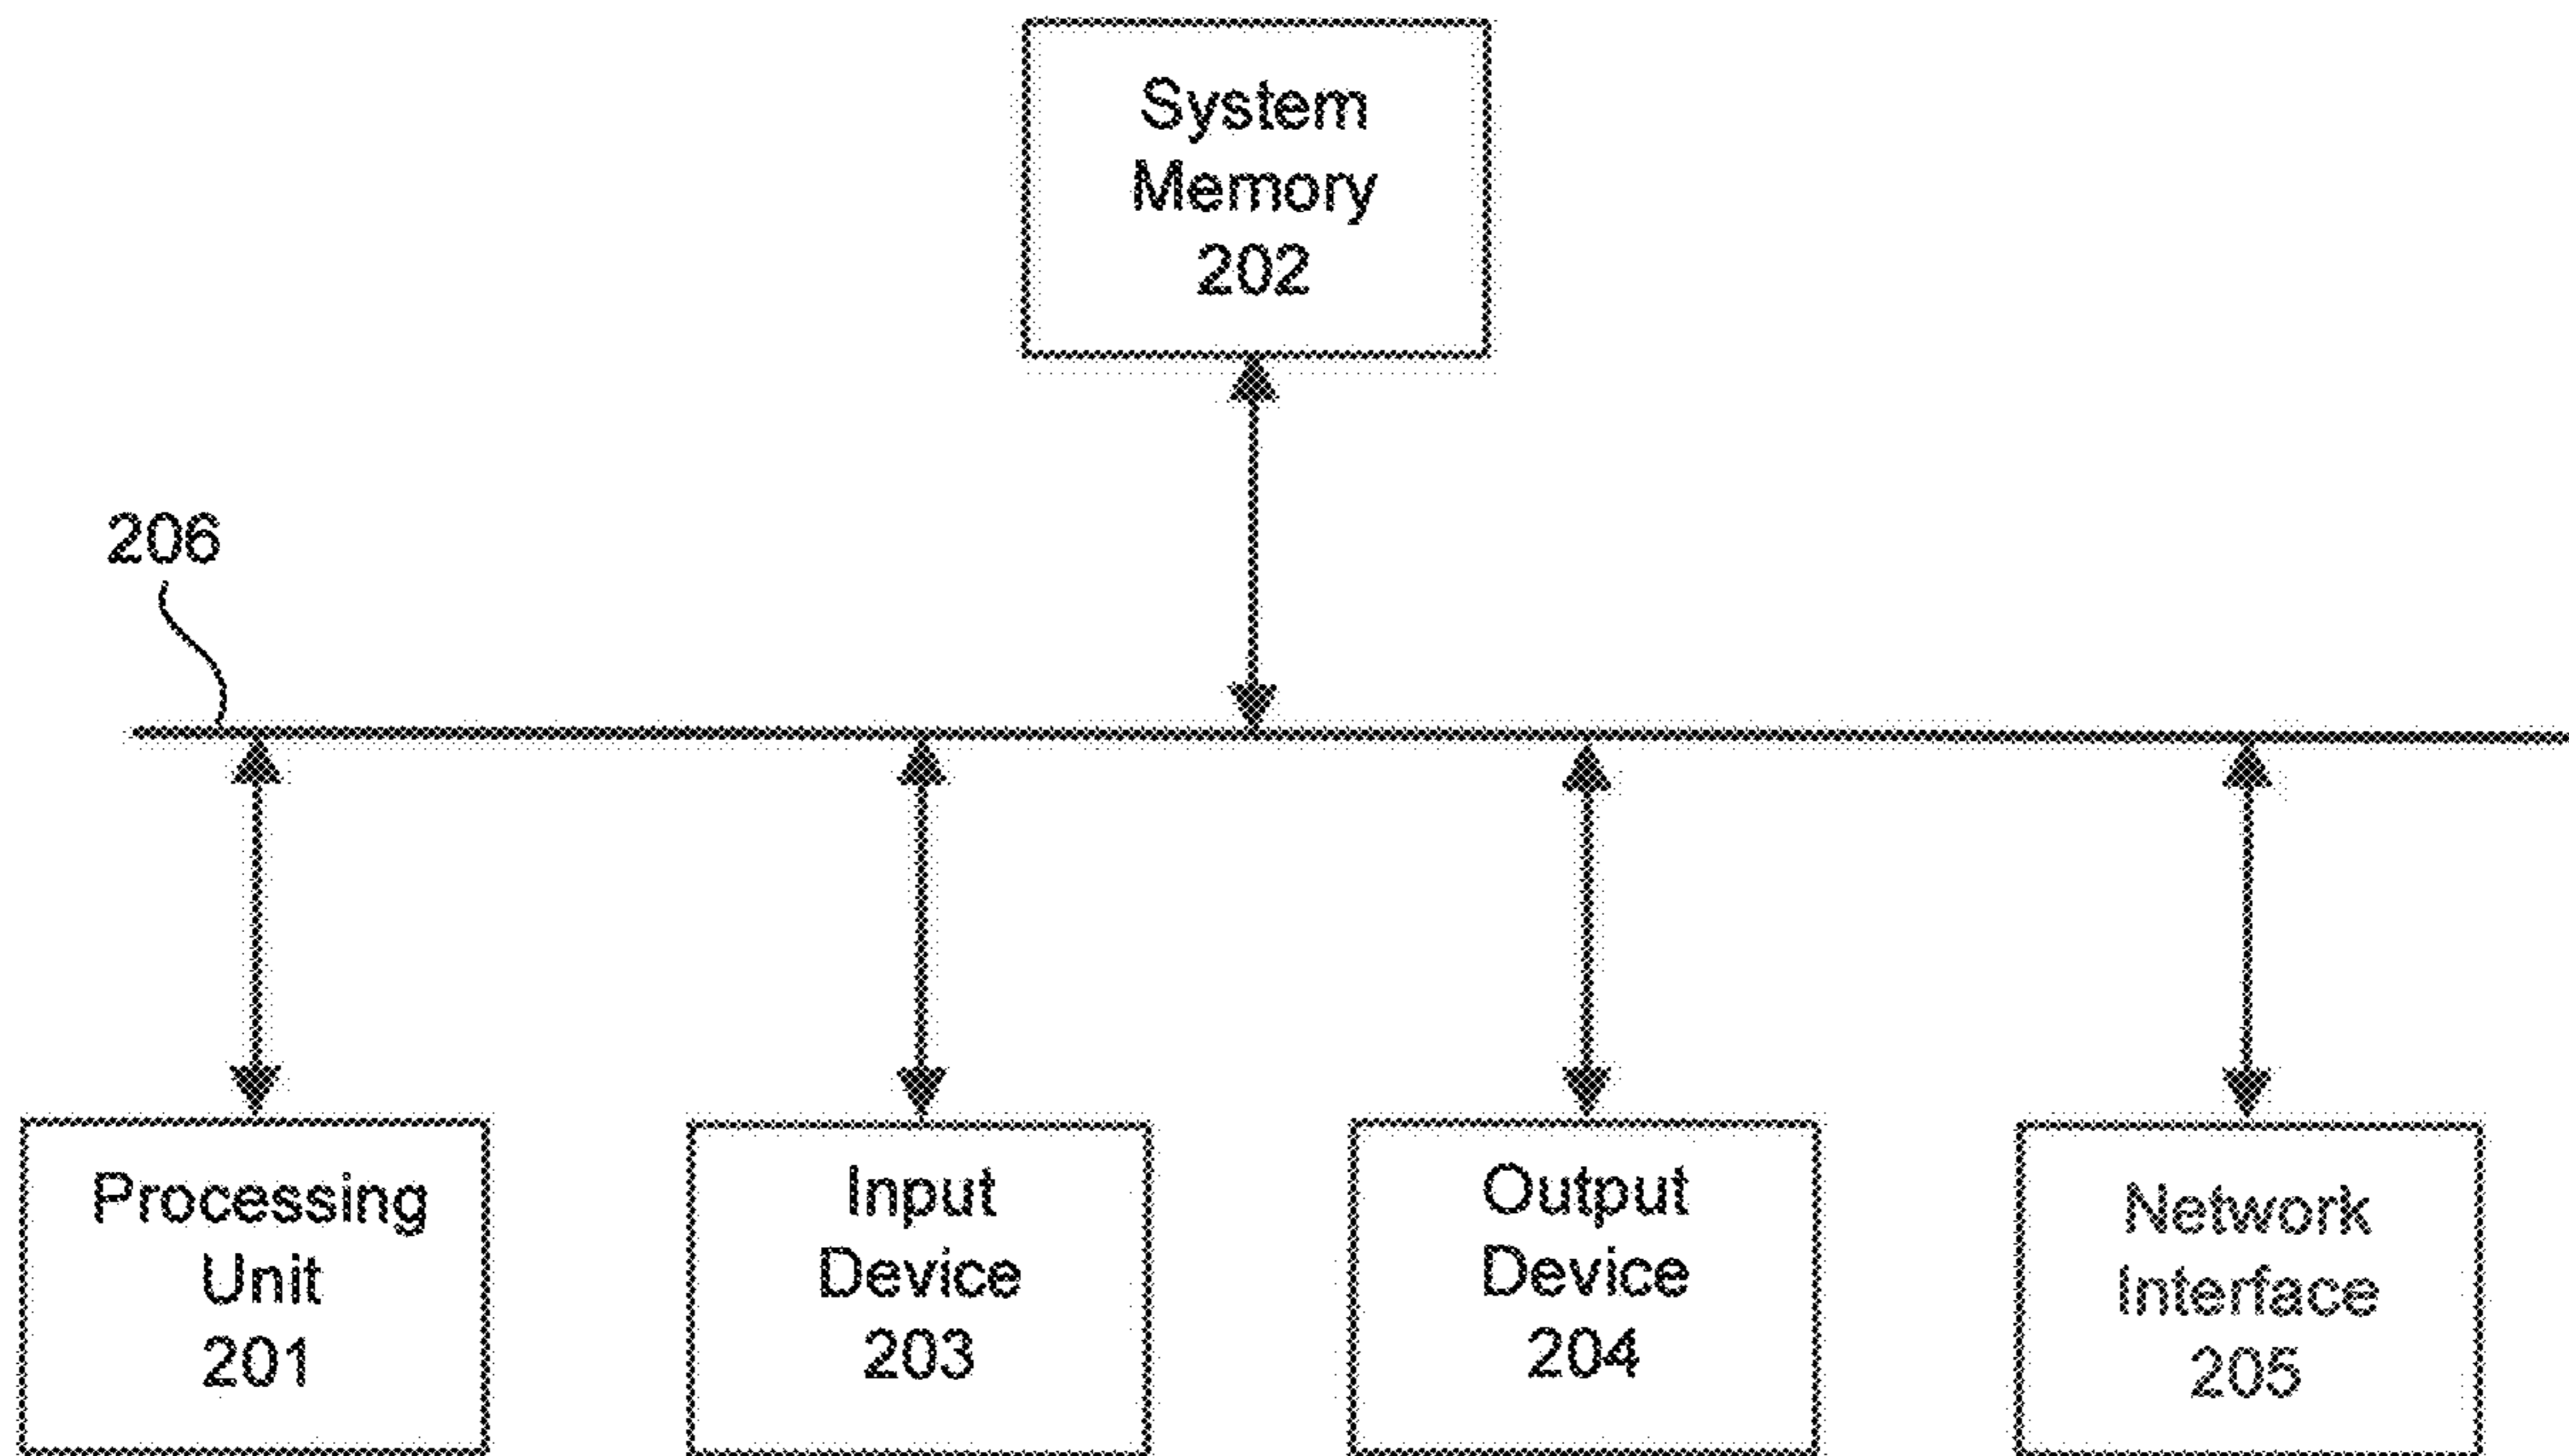 System
Memory
202
206
Processing
Unit
201
Input
Device
203
Output
Device
204
Network
Interface
205